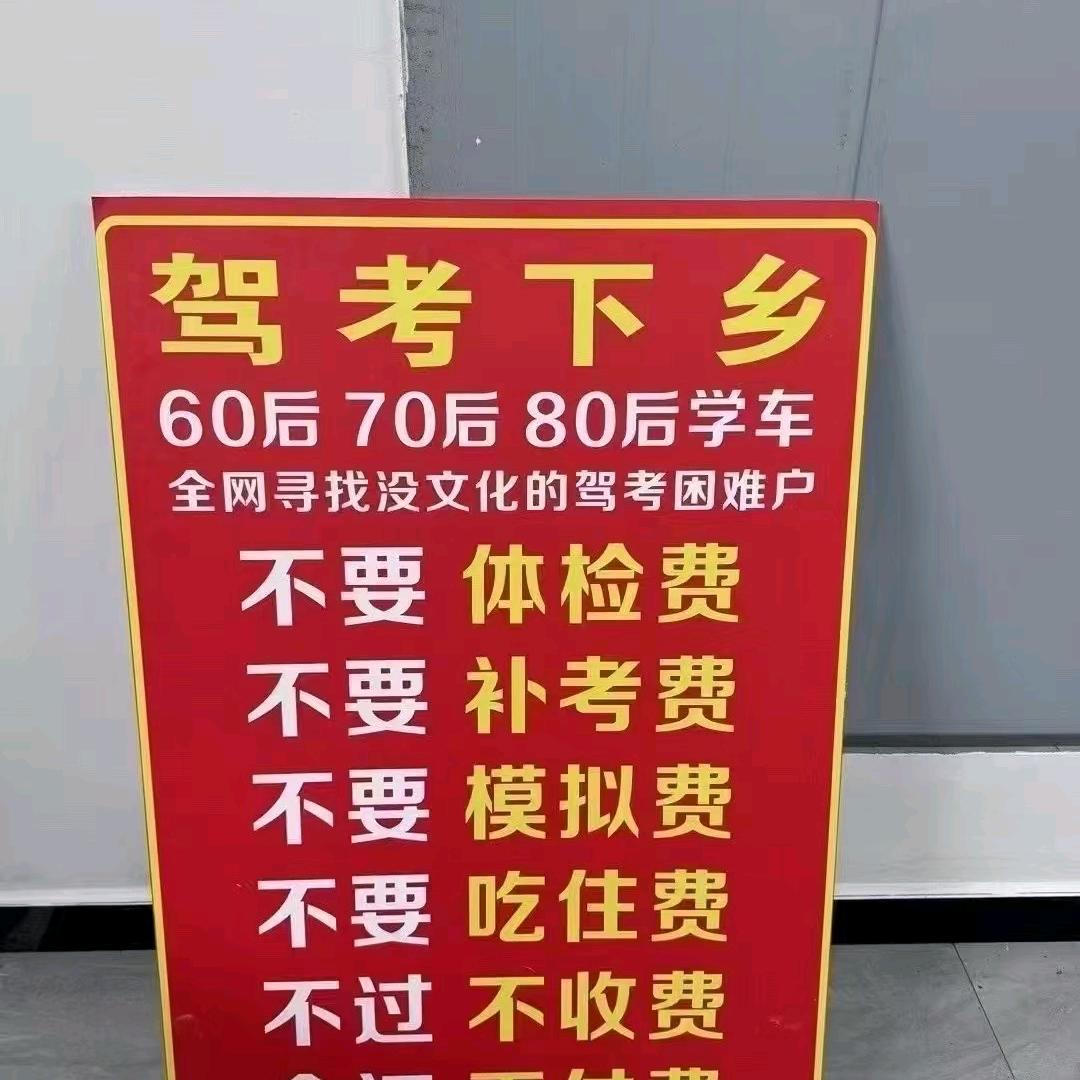 驾考下乡
60后 70后 80后学车
全网寻找没文化的驾考困难户
不要 体检费
不要 补考费
不要 模拟费
不要 吃住费
不过 不收费